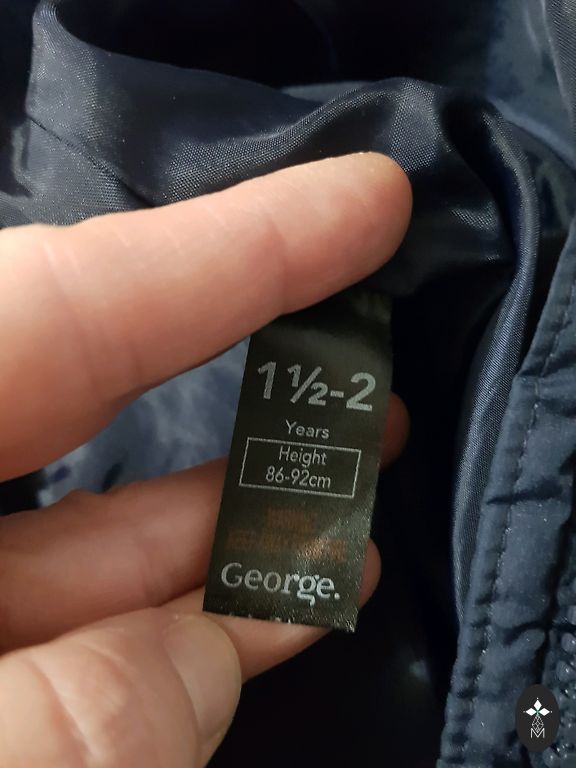 1½-2
Years
Height
86-92cm
George.
M